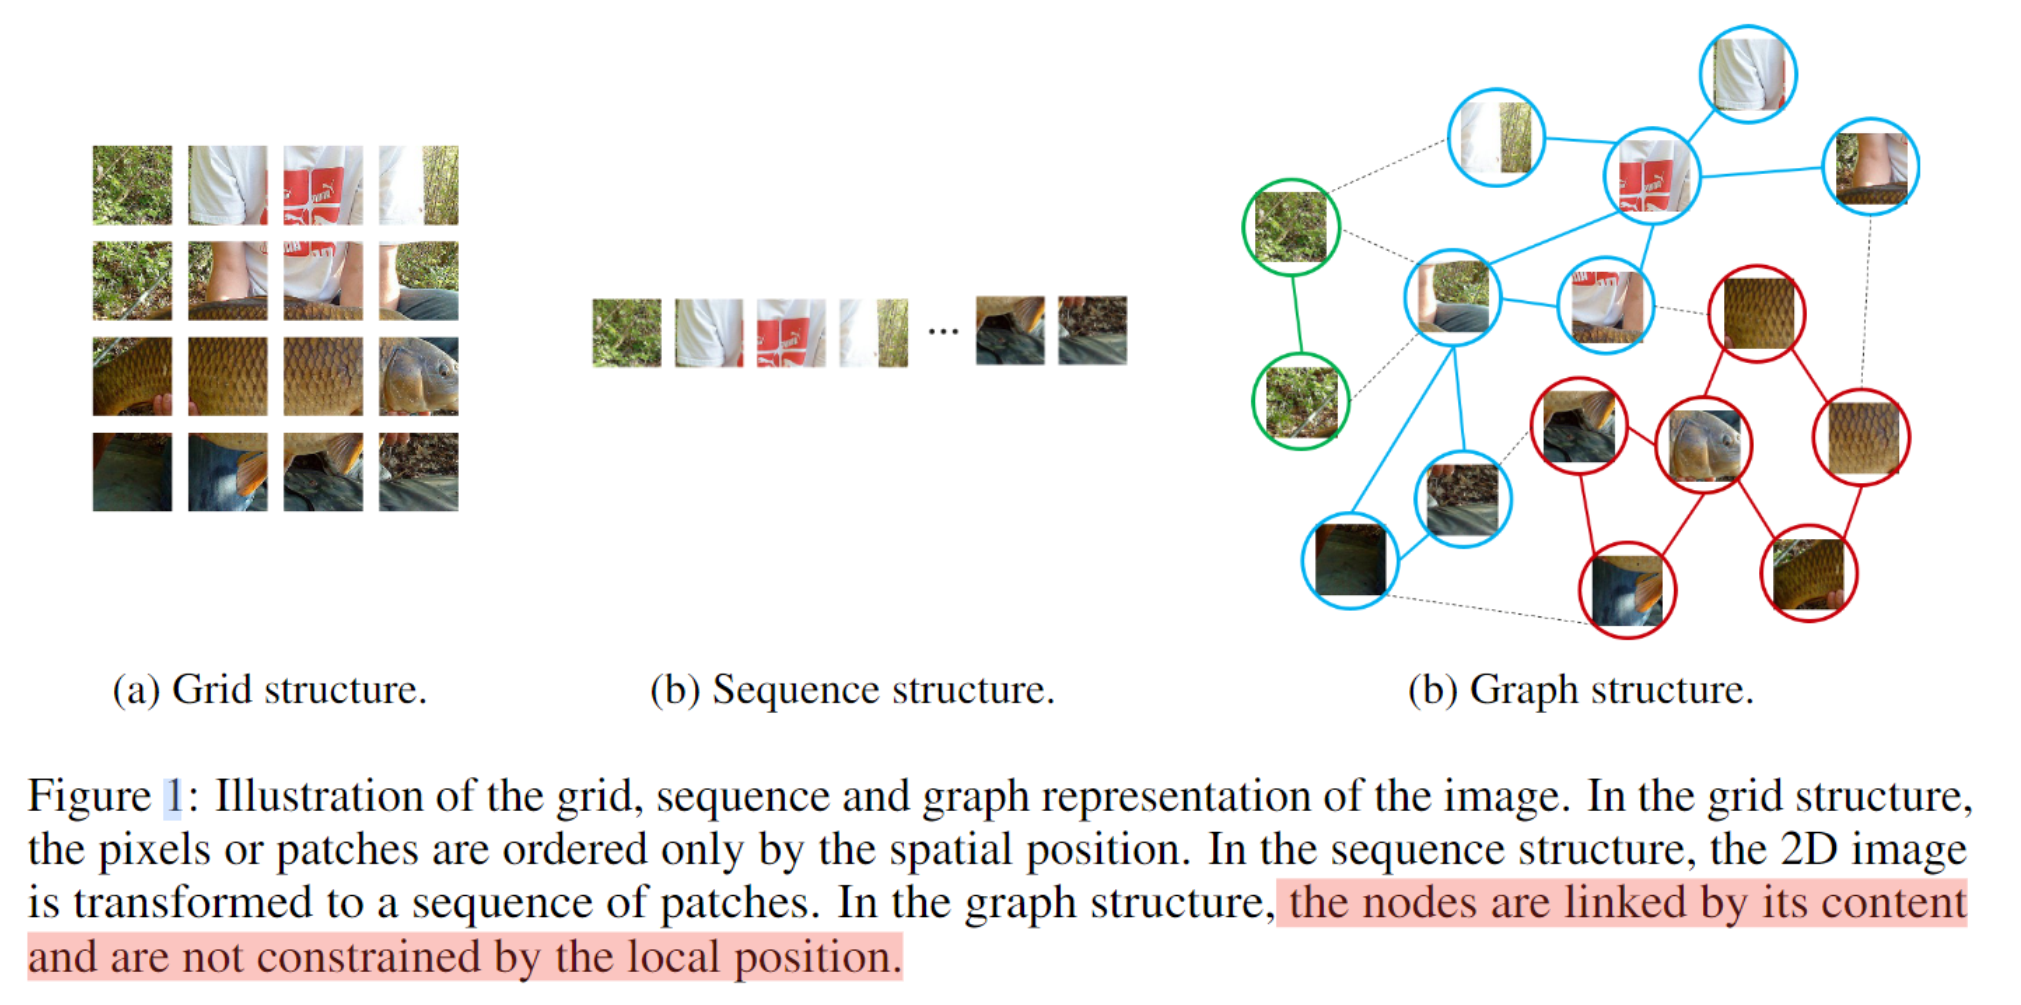 (a) Grid structure.
(b) Sequence structure.
(b) Graph structure.
Figure 1: Illustration of the grid, sequence and graph representation of the image. In the grid structure,
the pixels or patches are ordered only by the spatial position. In the sequence structure, the 2D image
is transformed to a sequence of patches. In the graph structure, the nodes are linked by its content
and are not constrained by the local position.